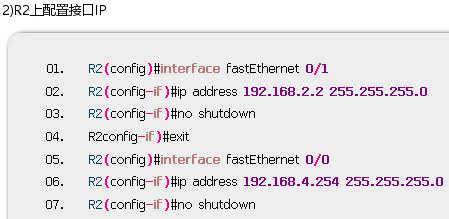 2)R2上配置接口IP
01. R2(config)#interface fastEthernet 0/1
02. R2(config-if)#ip address 192.168.2.2 255.255.255.0
03. R2(config-if)#no shutdown
04. R2config-if)#exit
05. R2(config)#interface fastEthernet 0/0
06. R2(config-if)#ip address 192.168.4.254 255.255.255.0
07. R2(config-if)#no shutdown